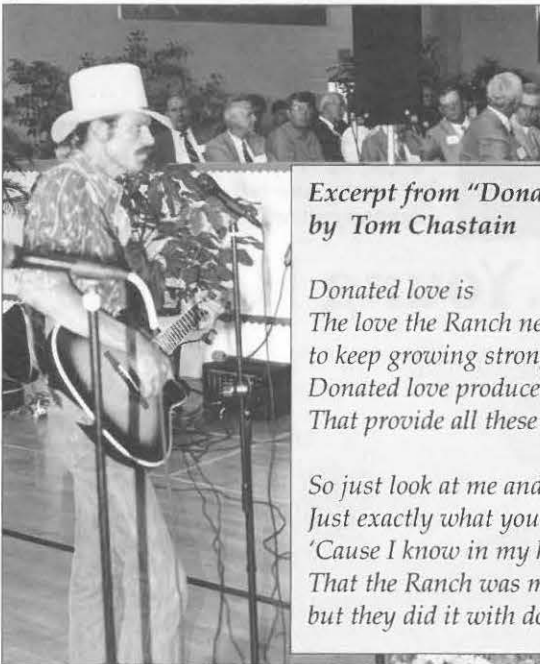 Excerpt from "Dona
by Tom Chastain
Donated love is
The love the Ranch ne
to keep growing stron
Donated love produce
That provide all these
So just look at me and
Just exactly what you
'Cause I know in my h
That the Ranch was m
but they did it with do